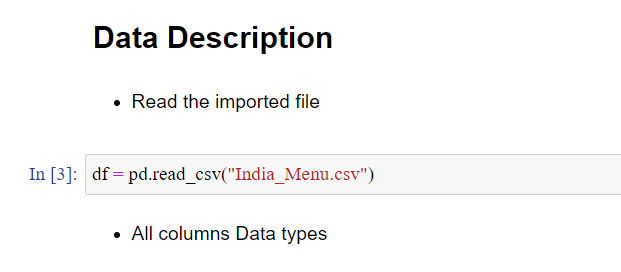 Data Description
• Read the imported file
In [3]: df = pd.read_csv("India_Menu.csv")
• All columns Data types